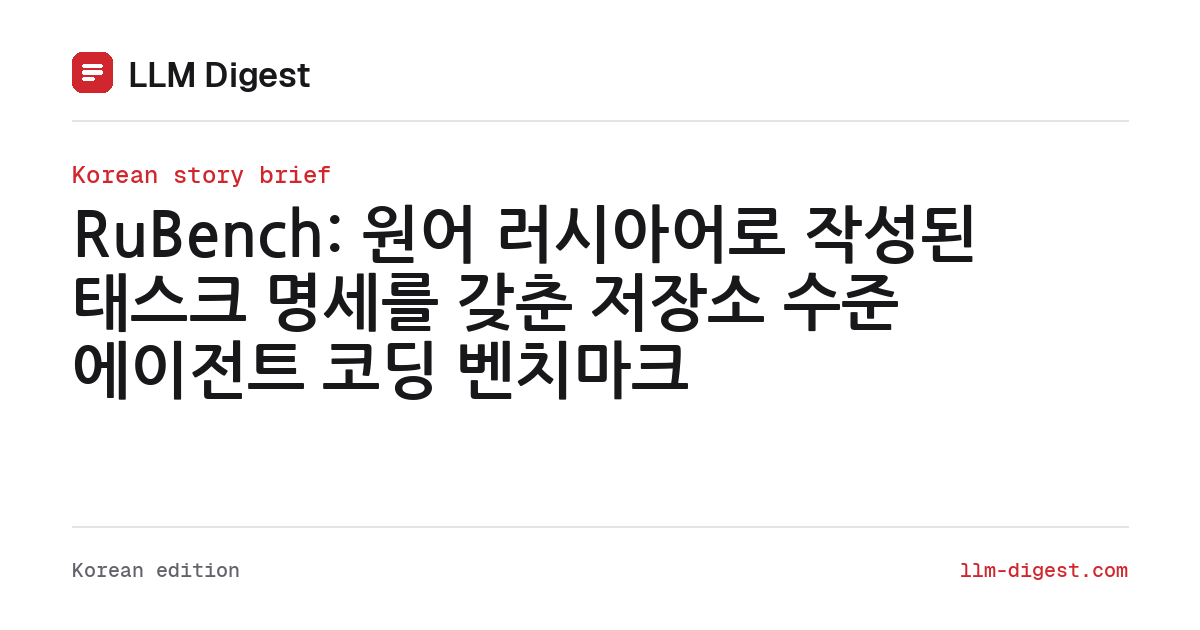 LLM Digest
Korean story brief
RuBench: 원어 러시아어로 작성된
태스크 명세를 갖춘 저장소 수준
에이전트 코딩 벤치마크
Korean edition
llm-digest.com